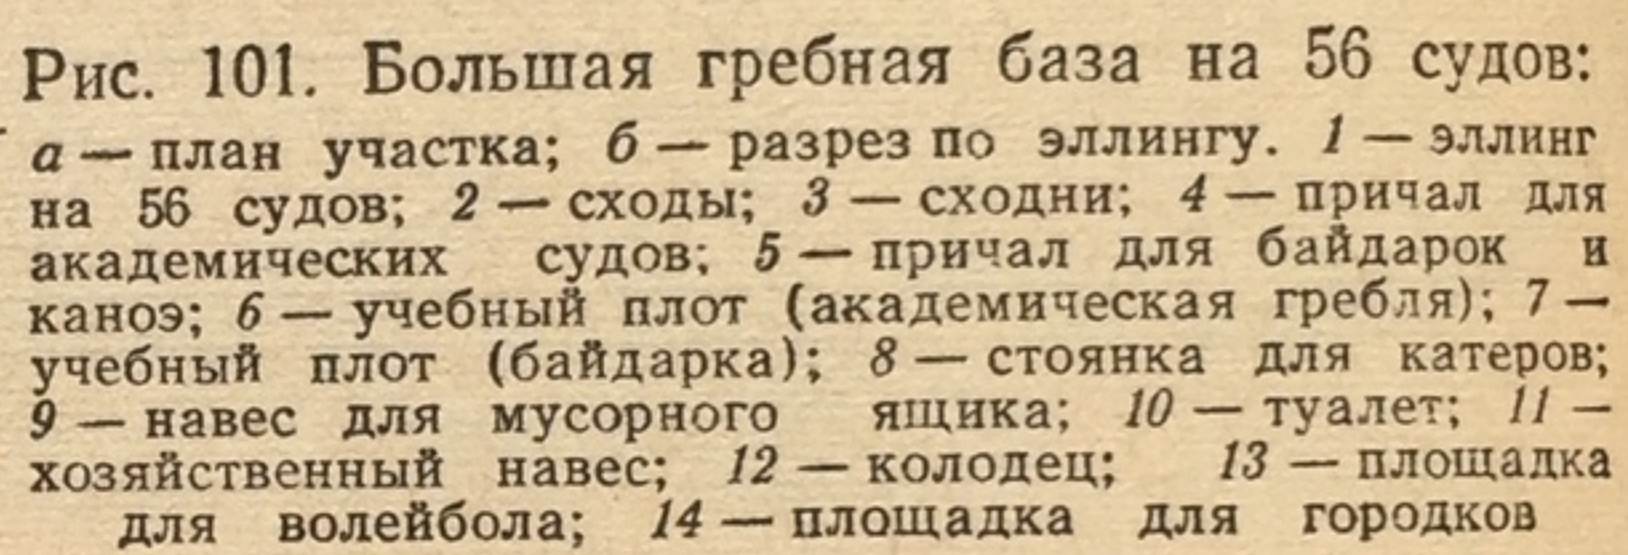 Рис. 101. Большая гребная база на 56 судов:
а — план участка; б — разрез по эллингу. 1 — эллинг
на 56 судов; 2 — сходы; 3 — сходни; 4 — причал для
академических судов; 5 — причал для байдарок и
каноэ; 6 — учебный плот (академическая гребля); 7 —
учебный плот (байдарка); 8 — стоянка для катеров;
9 — навес для мусорного ящика; 10 — туалет; 11 —
хозяйственный навес; 12 — колодец; 13 — площадка
для волейбола; 14 — площадка для городков